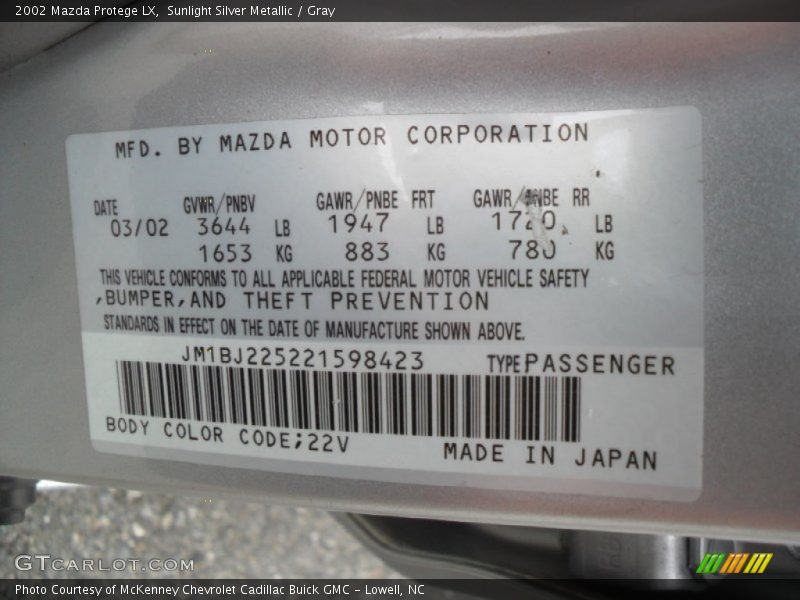 2002 Mazda Protege LX, Sunlight Silver Metallic / Gray
MFD. BY MAZDA MOTOR CORPORATION
DATE GVWR/PNBV GAWR/PNBE FRT GAWR/PNBE RR
03/02 3644 LB 1947 LB 1720 LB
1653 KG 883 KG 780 KG
THIS VEHICLE CONFORMS TO ALL APPLICABLE FEDERAL MOTOR VEHICLE SAFETY
,BUMPER,AND THEFT PREVENTION
STANDARDS IN EFFECT ON THE DATE OF MANUFACTURE SHOWN ABOVE.
JM1BJ225221598423 TYPE PASSENGER
BODY COLOR CODE;22V MADE IN JAPAN
GTCARLOT.COM
Photo Courtesy of McKenney Chevrolet Cadillac Buick GMC - Lowell, NC